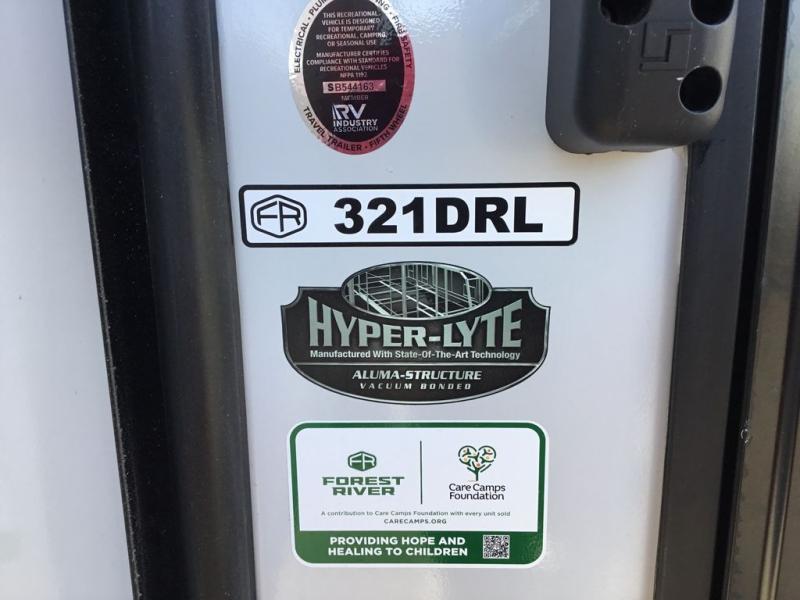 ELECTRICAL • PLUMBING • FIRE SAFETY
THIS RECREATIONAL
VEHICLE IS DESIGNED
FOR TEMPORARY
RECREATIONAL, CAMPING,
OR SEASONAL USE
MANUFACTURER CERTIFIES
COMPLIANCE WITH STANDARD FOR
RECREATIONAL VEHICLES
NFPA 1192
SB544163
MEMBER
RV
INDUSTRY
ASSOCIATION
TRAVEL TRAILER • FIFTH WHEEL
FR 321DRL
HYPER-LYTE
Manufactured With State-Of-The-Art Technology
ALUMA-STRUCTURE
VACUUM BONDED
FR
FOREST
RIVER
Care Camps
Foundation
A contribution to Care Camps Foundation with every unit sold
CARECAMPS.ORG
PROVIDING HOPE AND
HEALING TO CHILDREN